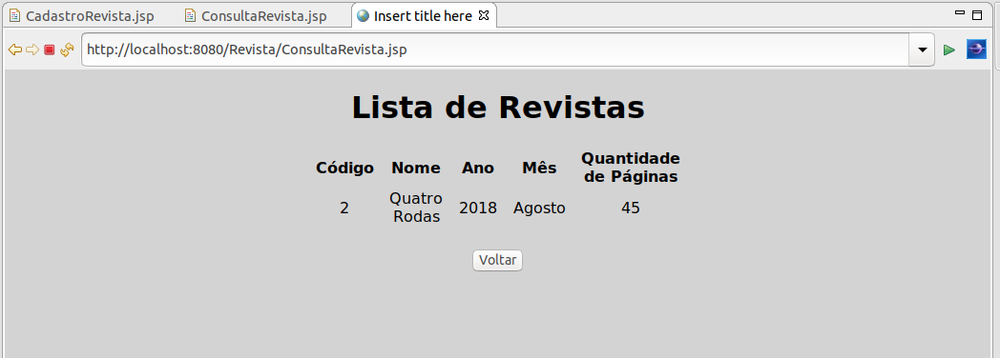 CadastroRevista.jsp ConsultaRevista.jsp Insert title here
http://localhost:8080/Revista/ConsultaRevista.jsp
Lista de Revistas
Código Nome Ano Mês Quantidade de Páginas
2 Quatro Rodas 2018 Agosto 45
Voltar